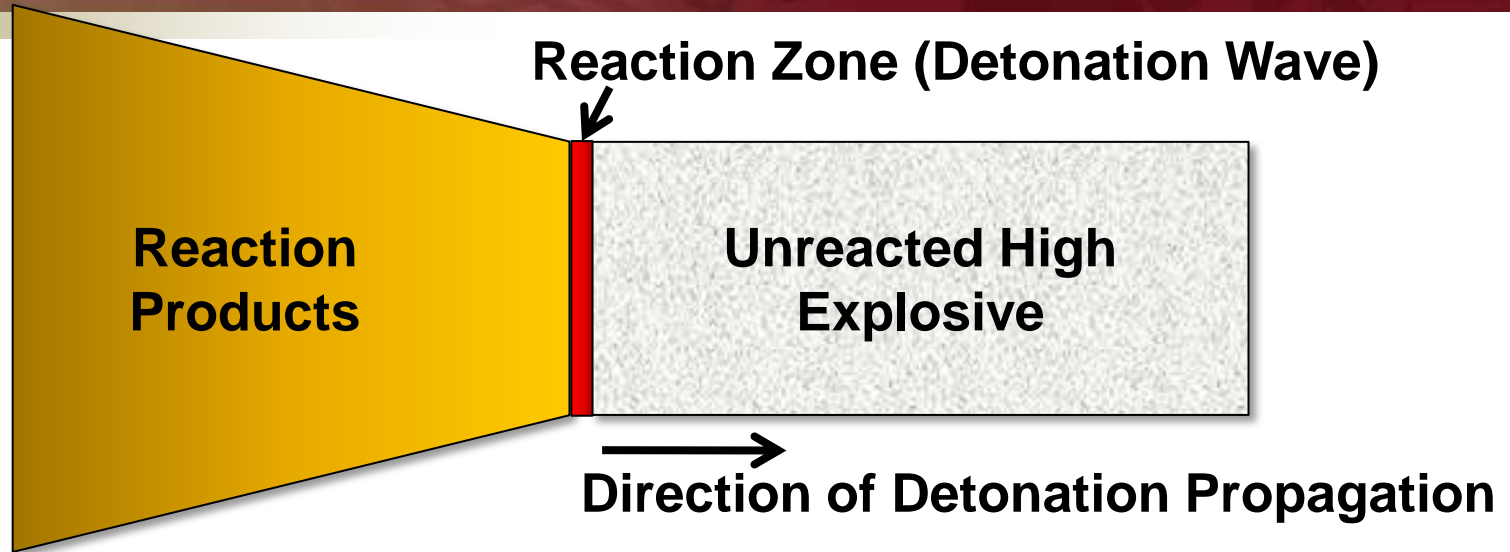 Reaction Zone (Detonation Wave)
Reaction
Products
Unreacted High
Explosive
Direction of Detonation Propagation